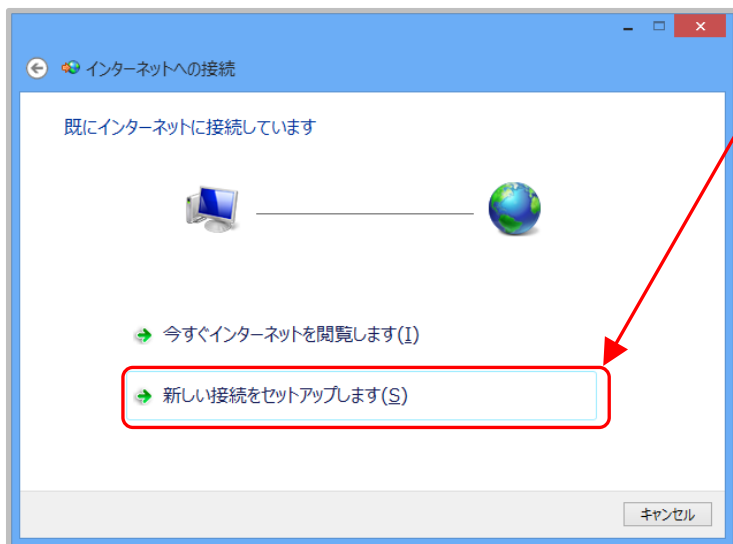 インターネットへの接続
既にインターネットに接続しています
今すぐインターネットを閲覧します(I)
新しい接続をセットアップします(S)
キャンセル